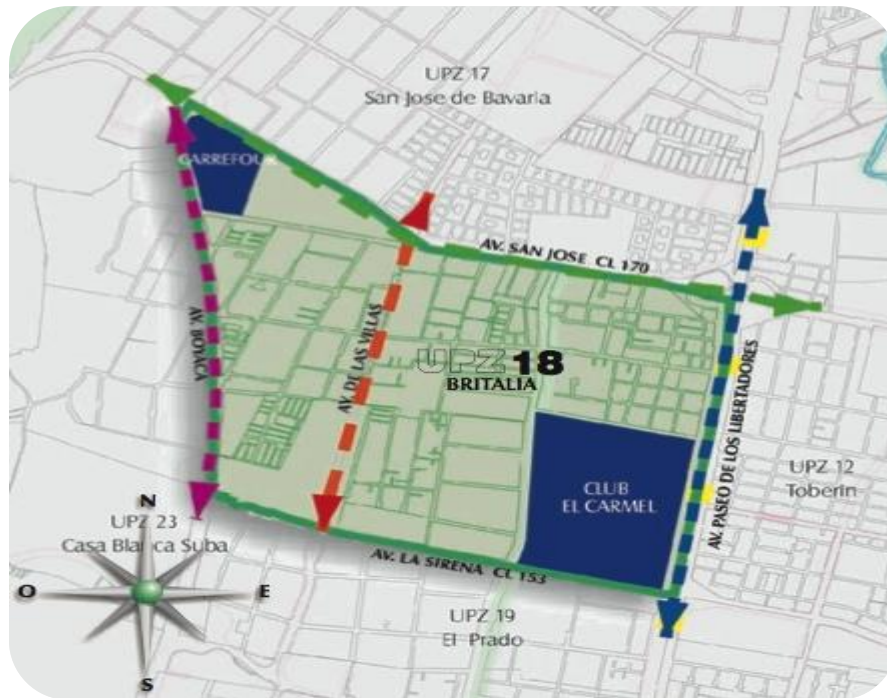 UPZ 17
San Jose de Bavaria
CARREFOUR
AV. SAN JOSE CL 170
AV. BOYACA
AV. DE LAS VILLAS
UPZ 18
BRITALIA
AV. PASEO DE LOS LIBERTADORES
UPZ 12
Toberin
CLUB
EL CARMEL
N
UPZ 23
Casa Blanca Suba
O
E
S
AV. LA SIRENA CL 153
UPZ 19
El Prado